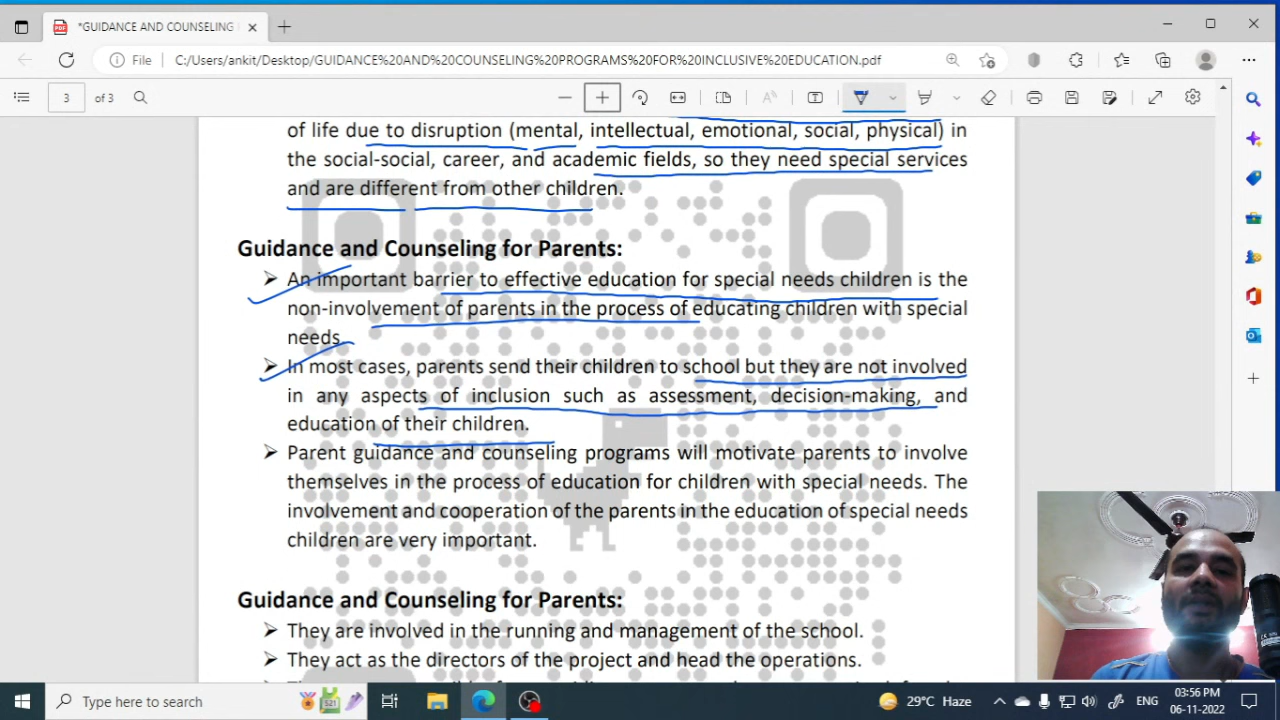 *GUIDANCE AND COUNSELING
File C:/Users/ankit/Desktop/GUIDANCE%20AND%20COUNSELING%20PROGRAMS%20FOR%20INCLUSIVE%20EDUCATION.pdf
3 of 3
of life due to disruption (mental, intellectual, emotional, social, physical) in
the social-social, career, and academic fields, so they need special services
and are different from other children.
Guidance and Counseling for Parents:
➤ An important barrier to effective education for special needs children is the
non-involvement of parents in the process of educating children with special
needs.
➤ In most cases, parents send their children to school but they are not involved
in any aspects of inclusion such as assessment, decision-making, and
education of their children.
➤ Parent guidance and counseling programs will motivate parents to involve
themselves in the process of education for children with special needs. The
involvement and cooperation of the parents in the education of special needs
children are very important.
Guidance and Counseling for Parents:
➤ They are involved in the running and management of the school.
➤ They act as the directors of the project and head the operations.
Type here to search
29°C Haze
ENG
03:56 PM
06-11-2022